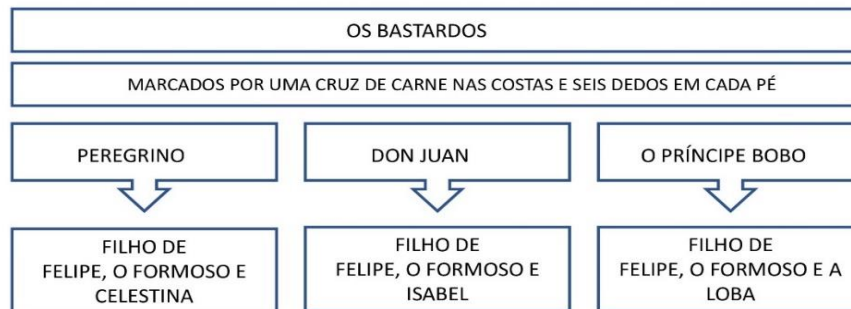 OS BASTARDOS
MARCADOS POR UMA CRUZ DE CARNE NAS COSTAS E SEIS DEDOS EM CADA PÉ
PEREGRINO
DON JUAN
O PRÍNCIPE BOBO
FILHO DE
FELIPE, O FORMOSO E
CELESTINA
FILHO DE
FELIPE, O FORMOSO E
ISABEL
FILHO DE
FELIPE, O FORMOSO E A
LOBA